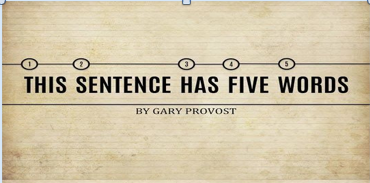 1 2 3 4 5
THIS SENTENCE HAS FIVE WORDS
BY GARY PROVOST